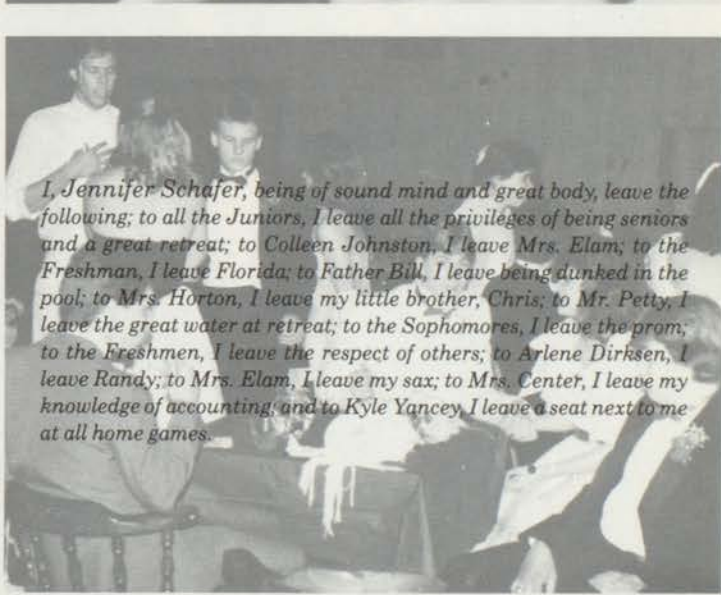 I, Jennifer Schafer, being of sound mind and great body, leave the
following; to all the Juniors, I leave all the privileges of being seniors
and a great retreat; to Colleen Johnston, I leave Mrs. Elam; to the
Freshman, I leave Florida; to Father Bill, I leave being dunked in the
pool; to Mrs. Horton, I leave my little brother, Chris; to Mr. Petty, I
leave the great water at retreat; to the Sophomores, I leave the prom;
to the Freshmen, I leave the respect of others; to Arlene Dirksen, I
leave Randy; to Mrs. Elam, I leave my sax; to Mrs. Center, I leave my
knowledge of accounting; and to Kyle Yancey, I leave a seat next to me
at all home games.